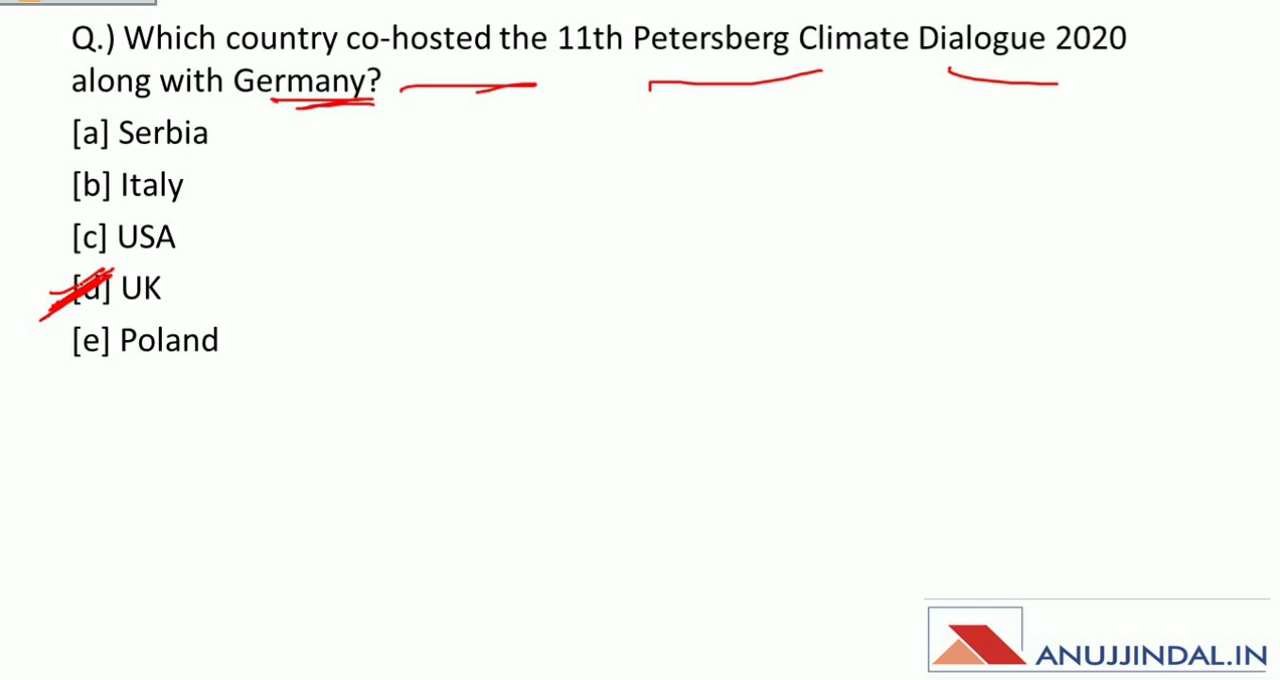 Q.) Which country co-hosted the 11th Petersberg Climate Dialogue 2020
along with Germany?
[a] Serbia
[b] Italy
[c] USA
[d] UK
[e] Poland
ANUJJINDAL.IN